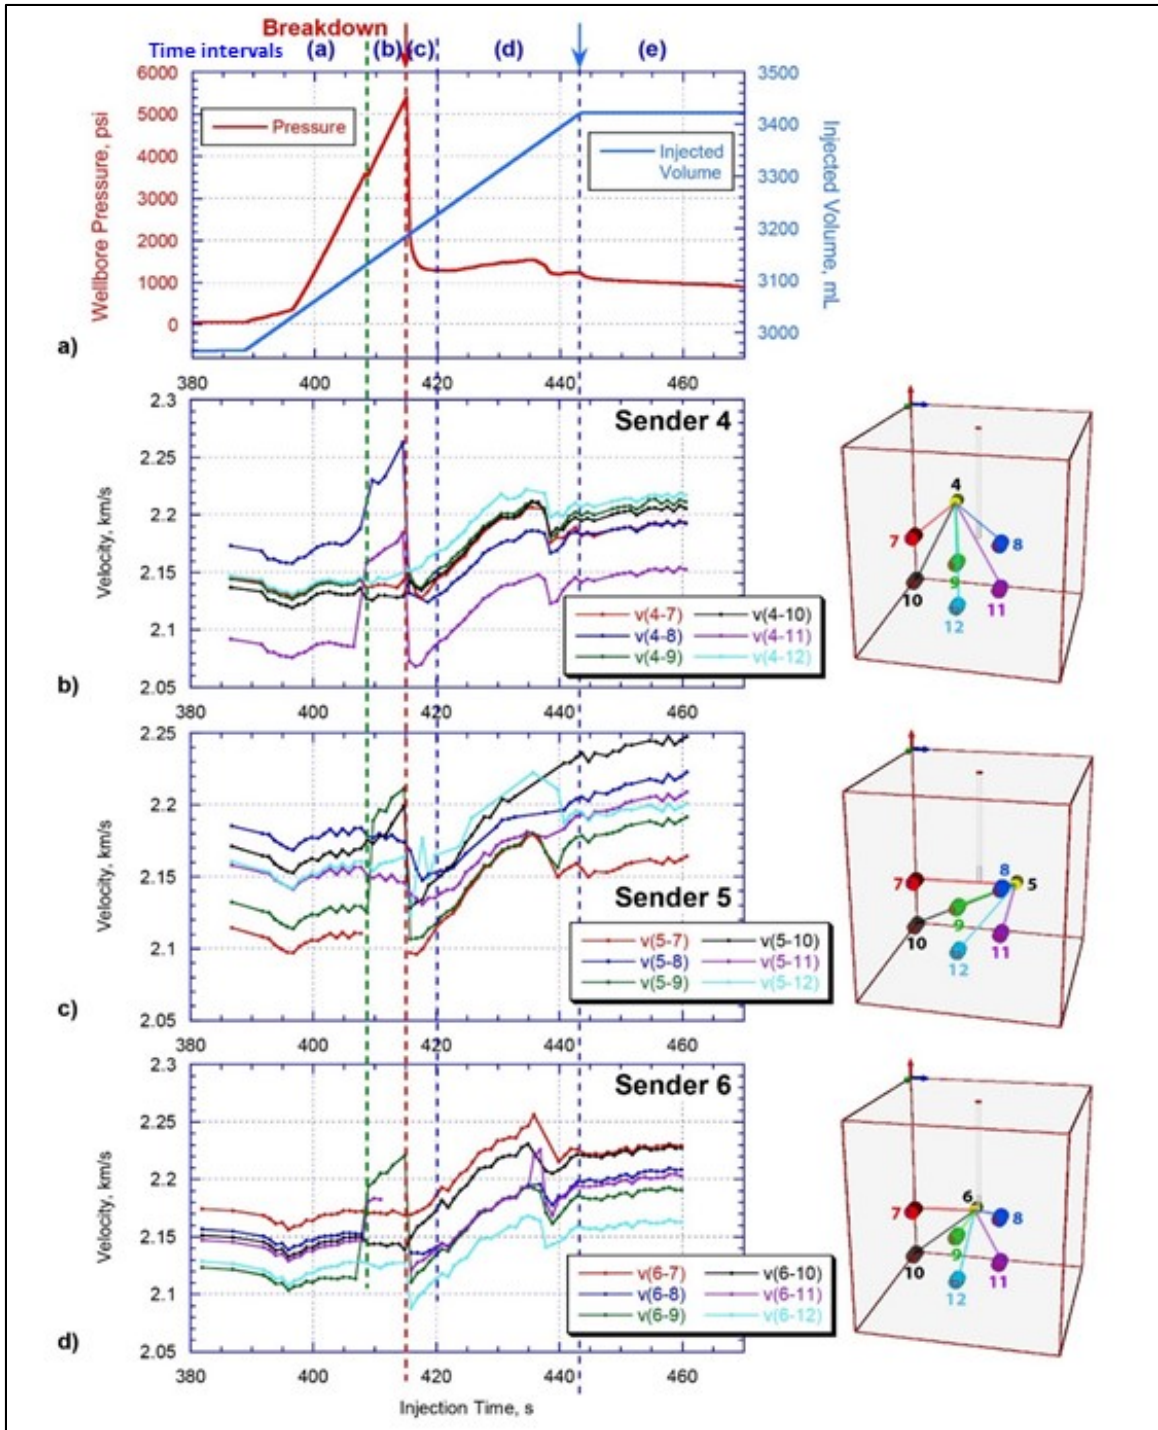 Breakdown
Time intervals (a) (b) (c) (d) (e)
6000
5000
4000
3000
2000
1000
0
Wellbore Pressure, psi
Pressure
Injected
Volume
3500
3400
3300
3200
3100
3000
Injected Volume, mL
a)
380 400 420 440 460
2.3
2.25
2.2
2.15
2.1
2.05
Velocity, km/s
Sender 4
v(4-7) v(4-10)
v(4-8) v(4-11)
v(4-9) v(4-12)
4
7
8
9
10
11
12
b)
380 400 420 440 460
2.25
2.2
2.15
2.1
2.05
Velocity, km/s
Sender 5
v(5-7) v(5-10)
v(5-8) v(5-11)
v(5-9) v(5-12)
8
7
5
9
10
11
12
c)
380 400 420 440 460
2.3
2.25
2.2
2.15
2.1
2.05
Velocity, km/s
Sender 6
v(6-7) v(6-10)
v(6-8) v(6-11)
v(6-9) v(6-12)
6
7
8
9
10
11
12
d)
380 400 420 440 460
Injection Time, s